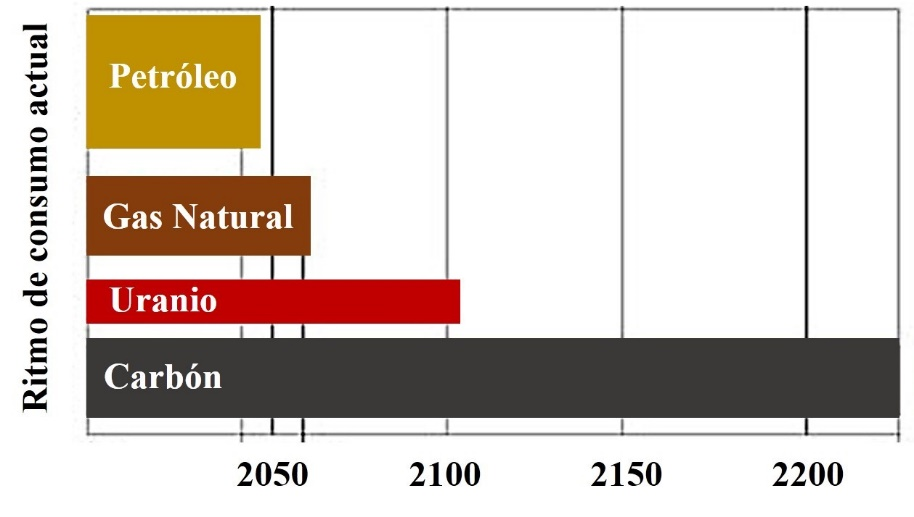 Ritmo de consumo actual
Petróleo
Gas Natural
Uranio
Carbón
2050 2100 2150 2200